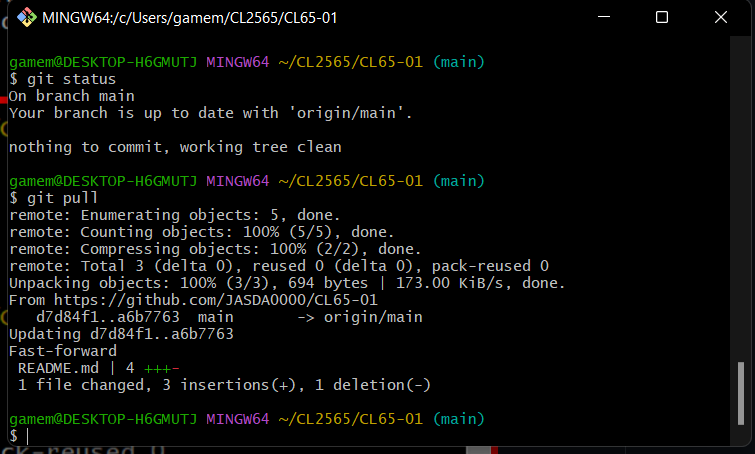 MINGW64:/c/Users/gamem/CL2565/CL65-01
gamem@DESKTOP-H6GMUTJ MINGW64 ~/CL2565/CL65-01 (main)
$ git status
On branch main
Your branch is up to date with 'origin/main'.
nothing to commit, working tree clean
gamem@DESKTOP-H6GMUTJ MINGW64 ~/CL2565/CL65-01 (main)
$ git pull
remote: Enumerating objects: 5, done.
remote: Counting objects: 100% (5/5), done.
remote: Compressing objects: 100% (2/2), done.
remote: Total 3 (delta 0), reused 0 (delta 0), pack-reused 0
Unpacking objects: 100% (3/3), 694 bytes | 173.00 KiB/s, done.
From https://github.com/JASDA0000/CL65-01
   d7d84f1..a6b7763  main       -> origin/main
Updating d7d84f1..a6b7763
Fast-forward
 README.md | 4 +++-
 1 file changed, 3 insertions(+), 1 deletion(-)
gamem@DESKTOP-H6GMUTJ MINGW64 ~/CL2565/CL65-01 (main)
$
ck-reused 0